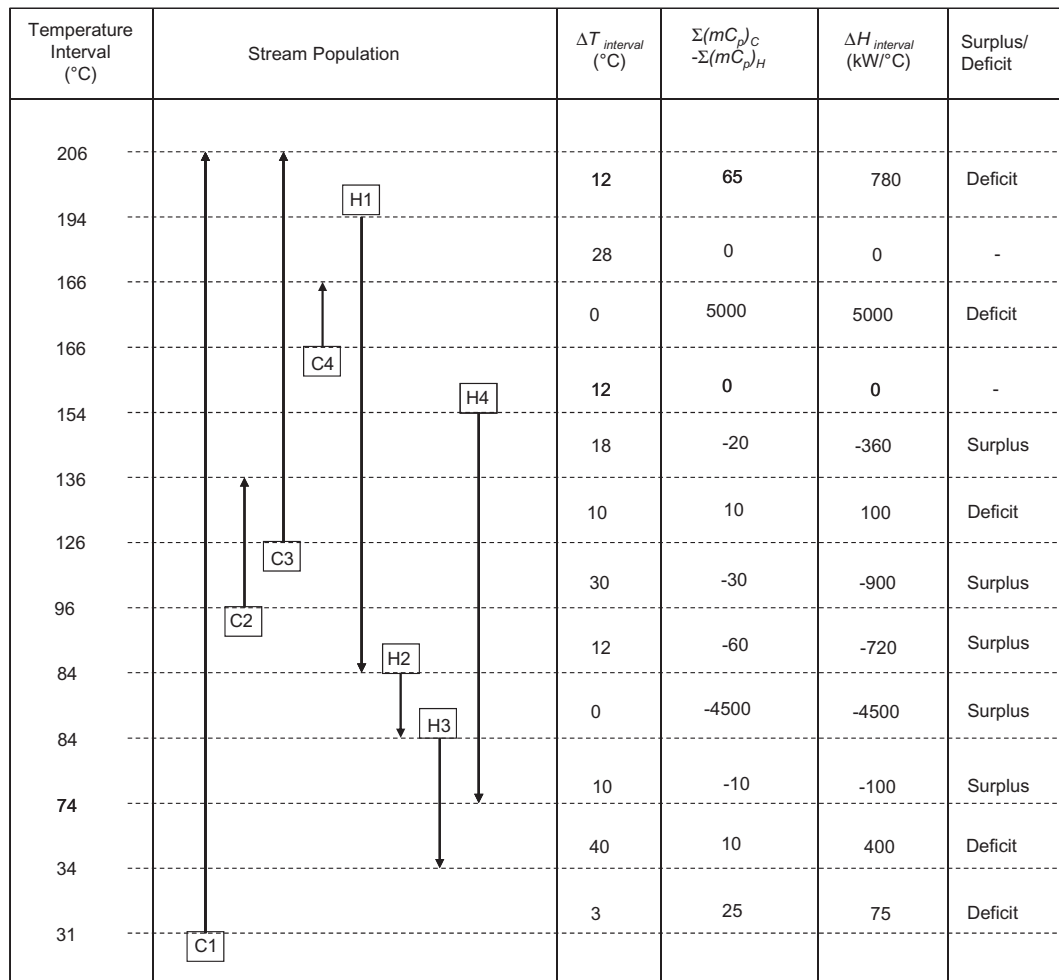 Temperature Interval (°C) Stream Population ΔT interval (°C) Σ(mCp)C -Σ(mCp)H ΔH interval (kW/°C) Surplus/ Deficit
206
12 65 780 Deficit
H1
194
28 0 0 -
166
0 5000 5000 Deficit
166
C4
12 0 0 -
H4
154
18 -20 -360 Surplus
136
10 10 100 Deficit
126
C3
30 -30 -900 Surplus
96
C2
12 -60 -720 Surplus
H2
84
0 -4500 -4500 Surplus
H3
84
10 -10 -100 Surplus
74
40 10 400 Deficit
34
3 25 75 Deficit
31
C1